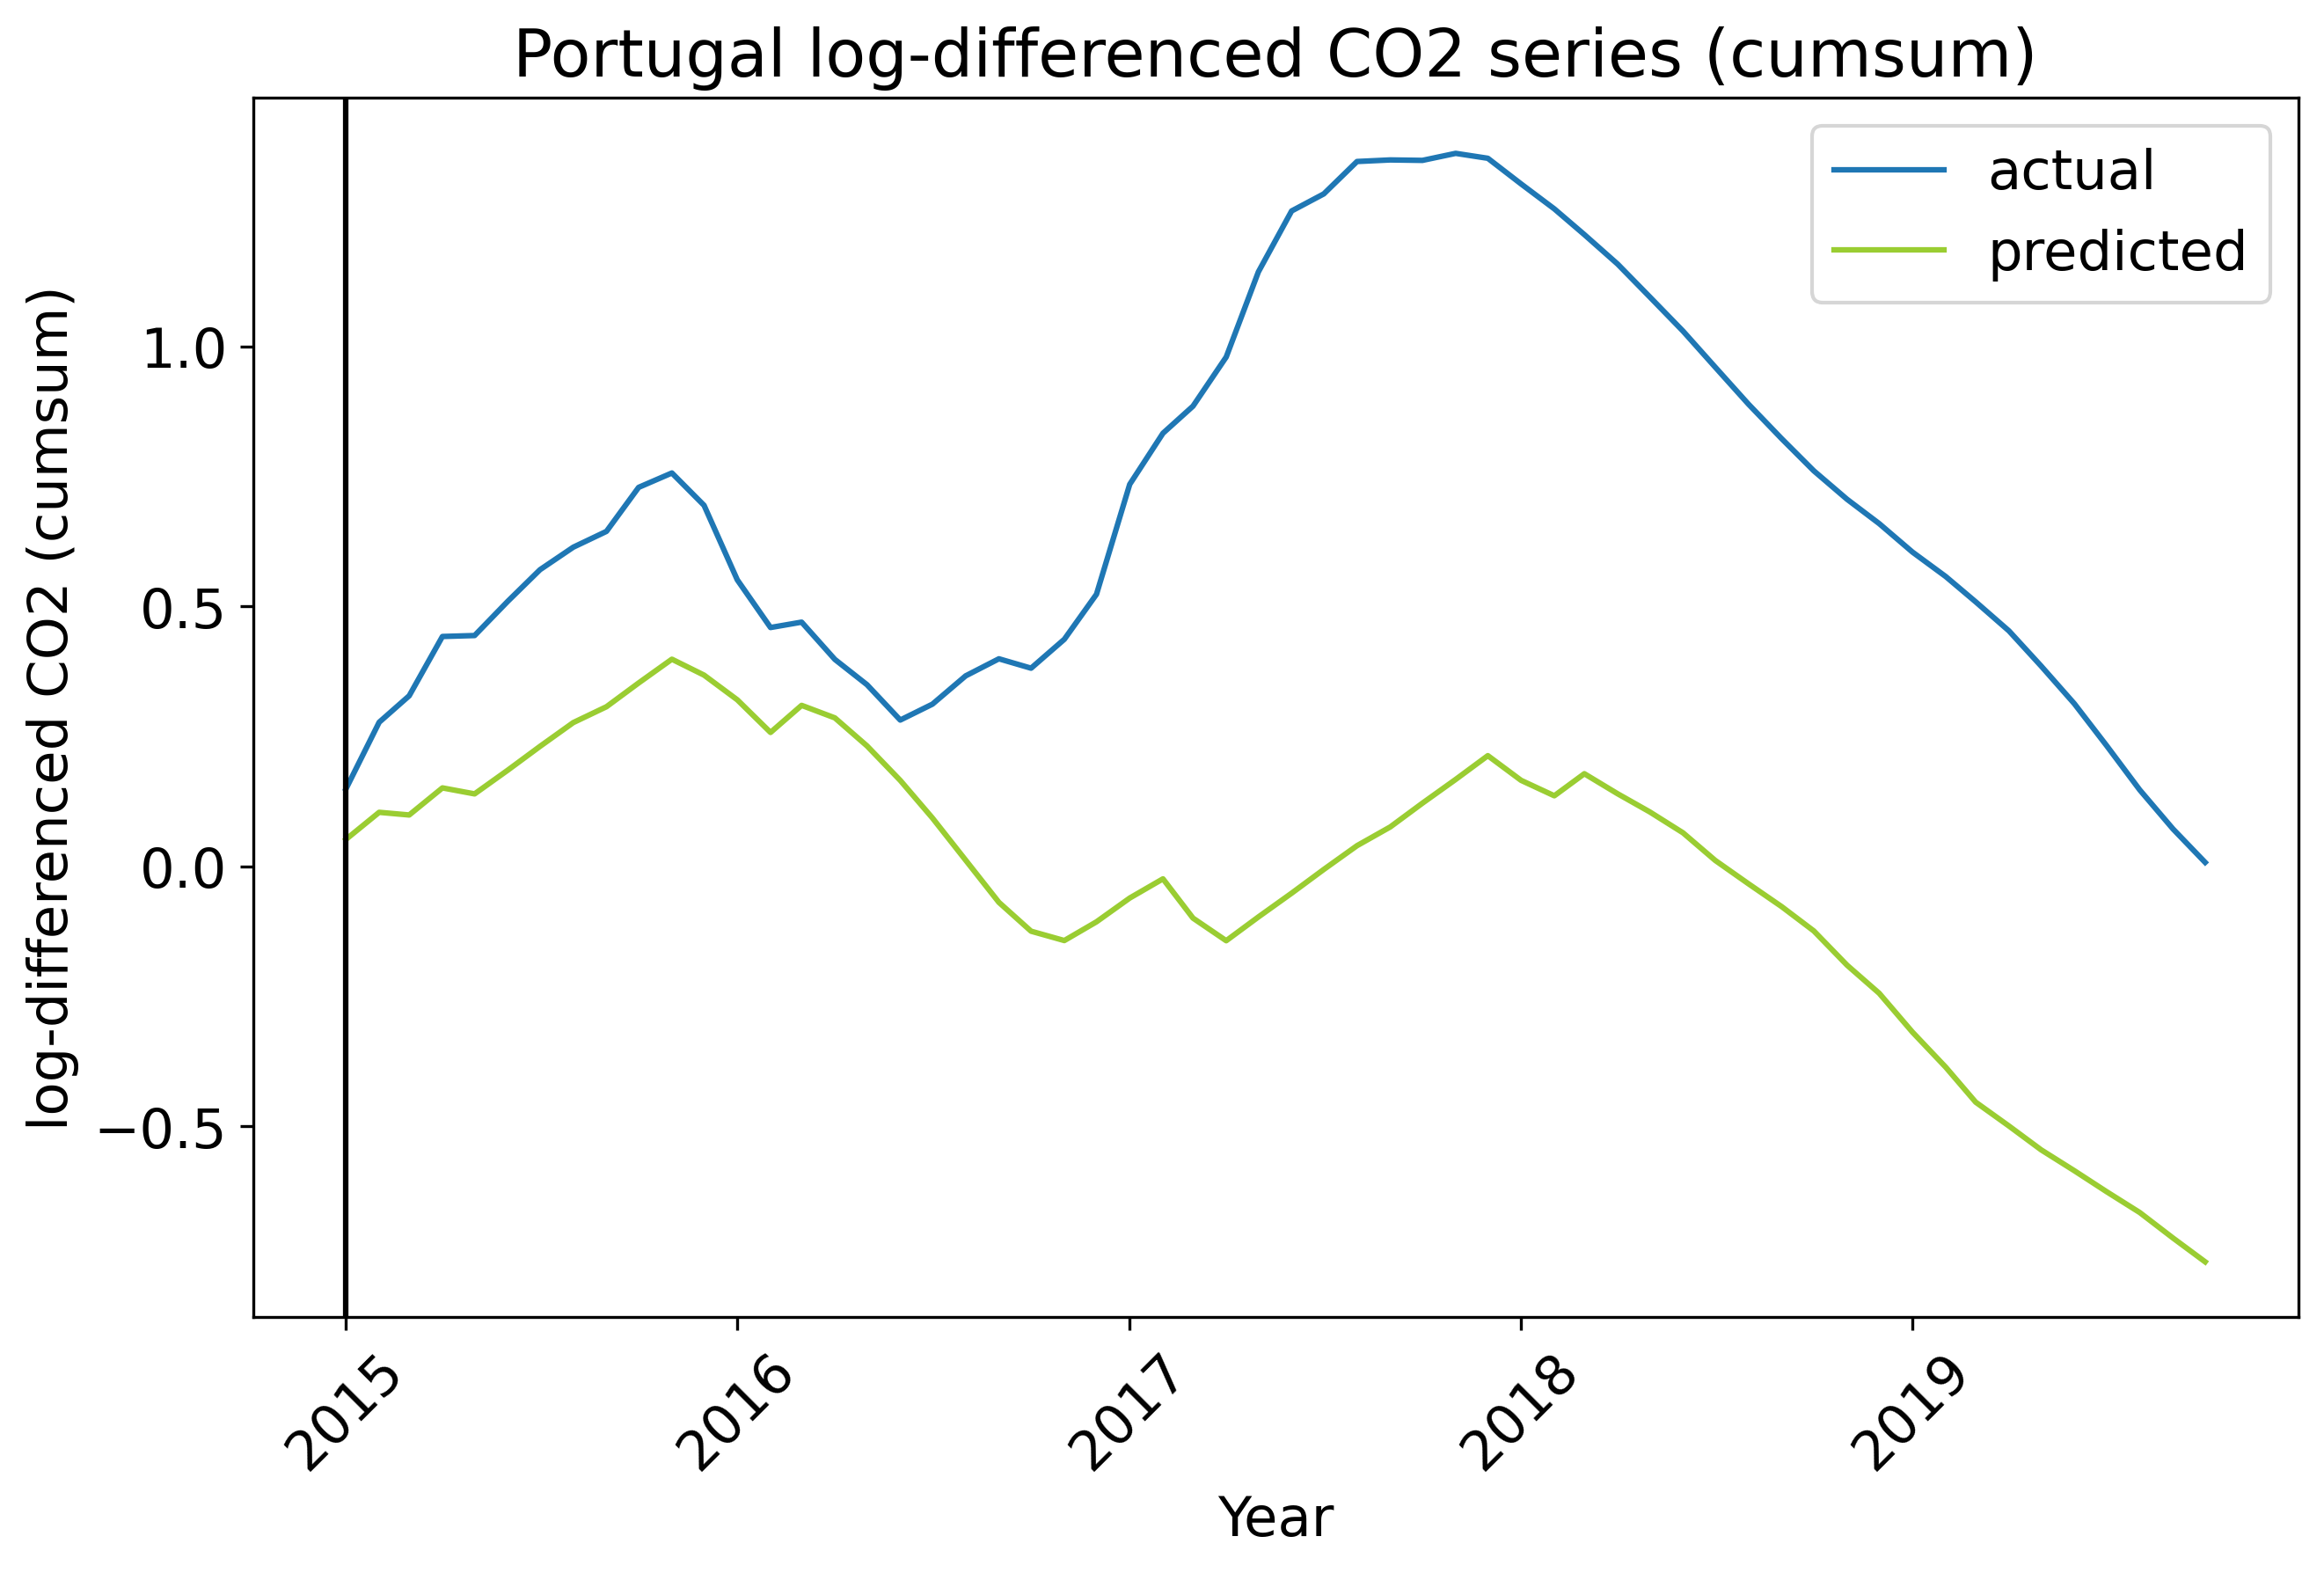 Portugal log-differenced CO2 series (cumsum)
actual
predicted
log-differenced CO2 (cumsum)
1.0
0.5
0.0
−0.5
2015
2016
2017
2018
2019
Year